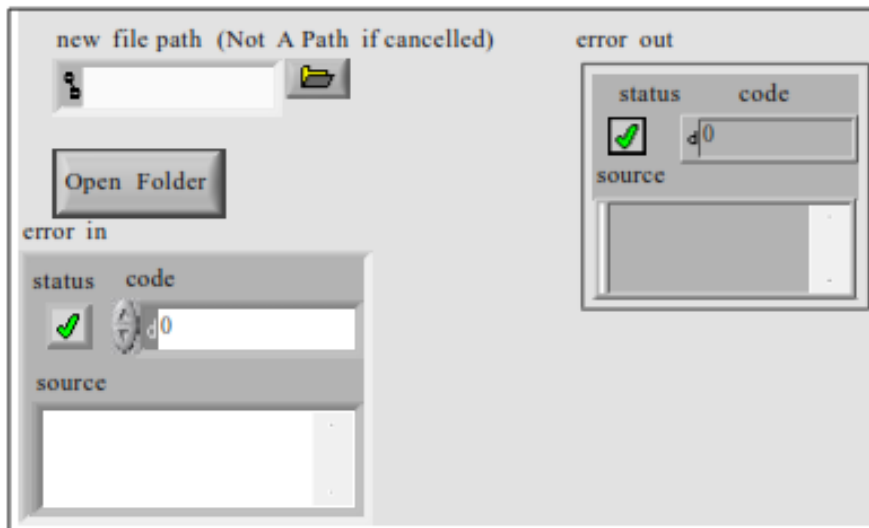 new file path (Not A Path if cancelled)
error out
status code
d 0
source
Open Folder
error in
status code
d 0
source